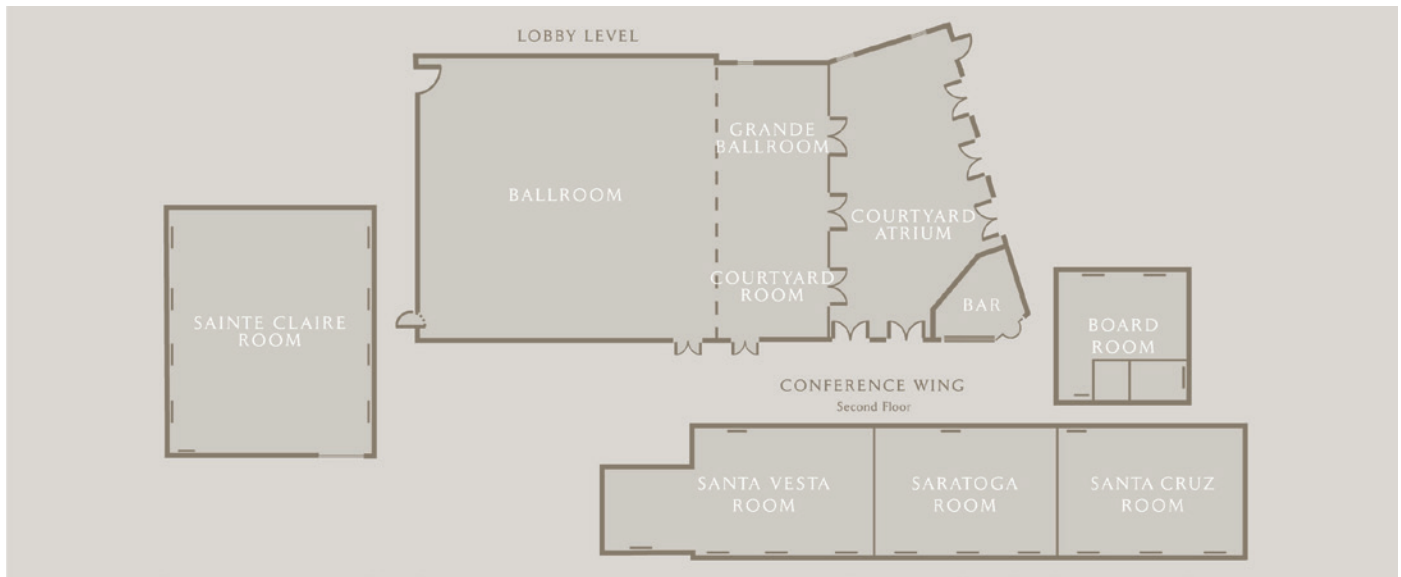 LOBBY LEVEL
GRANDE
BALLROOM
BALLROOM
COURTYARD
ATRIUM
COURTYARD
ROOM
BAR
SAINTE CLAIRE
ROOM
BOARD
ROOM
CONFERENCE WING
Second Floor
SANTA VESTA
ROOM
SARATOGA
ROOM
SANTA CRUZ
ROOM